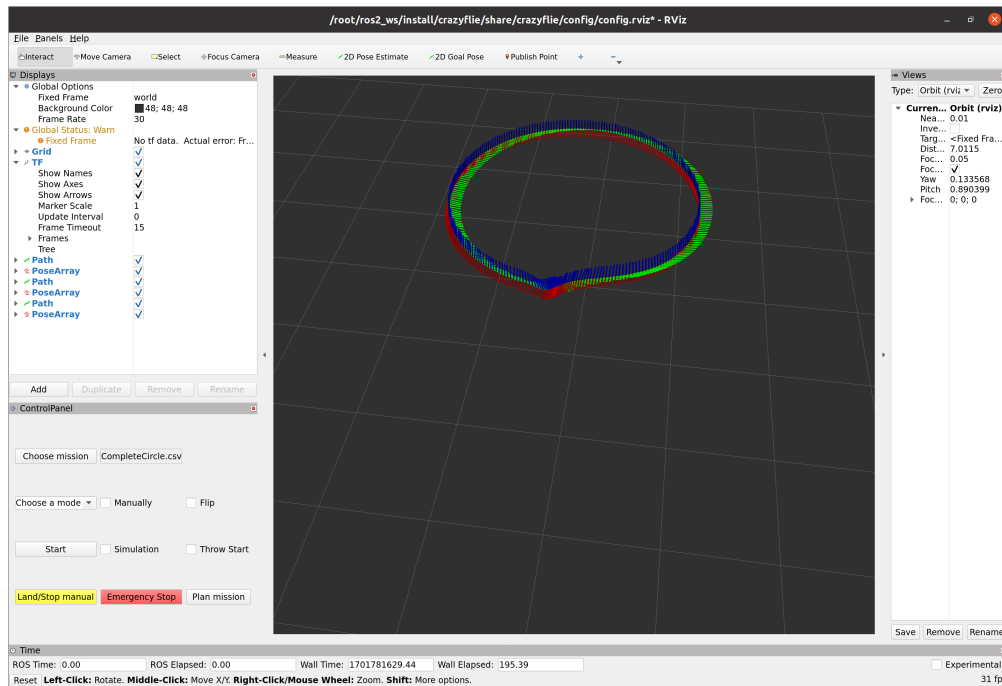 /root/ros2_ws/install/crazyflie/share/crazyflie/config/config.rviz* - RViz
File Panels Help
Interact Move Camera Select Focus Camera Measure 2D Pose Estimate 2D Goal Pose Publish Point
Displays
Global Options
Fixed Frame world
Background Color 48; 48; 48
Frame Rate 30
Global Status: Warn
Fixed Frame No tf data. Actual error: Fr...
Grid
TF
Show Names
Show Axes
Show Arrows
Marker Scale 1
Update Interval 0
Frame Timeout 15
Frames
Tree
Path
PoseArray
Path
PoseArray
Path
PoseArray
Add Duplicate Remove Rename
ControlPanel
Choose mission CompleteCircle.csv
Choose a mode Manually Flip
Start Simulation Throw Start
Land/Stop manual Emergency Stop Plan mission
Views
Type: Orbit (rviz Zero
Curren... Orbit (rviz)
Nea... 0.01
Inve...
Targ... <Fixed Fra...
Dist... 7.0115
Foc... 0.05
Foc...
Yaw 0.133568
Pitch 0.890399
Foc... 0; 0; 0
Save Remove Rename
Time
ROS Time: 0.00 ROS Elapsed: 0.00 Wall Time: 1701781629.44 Wall Elapsed: 195.39 Experimental
Reset Left-Click: Rotate. Middle-Click: Move X/Y. Right-Click/Mouse Wheel: Zoom. Shift: More options. 31 fp